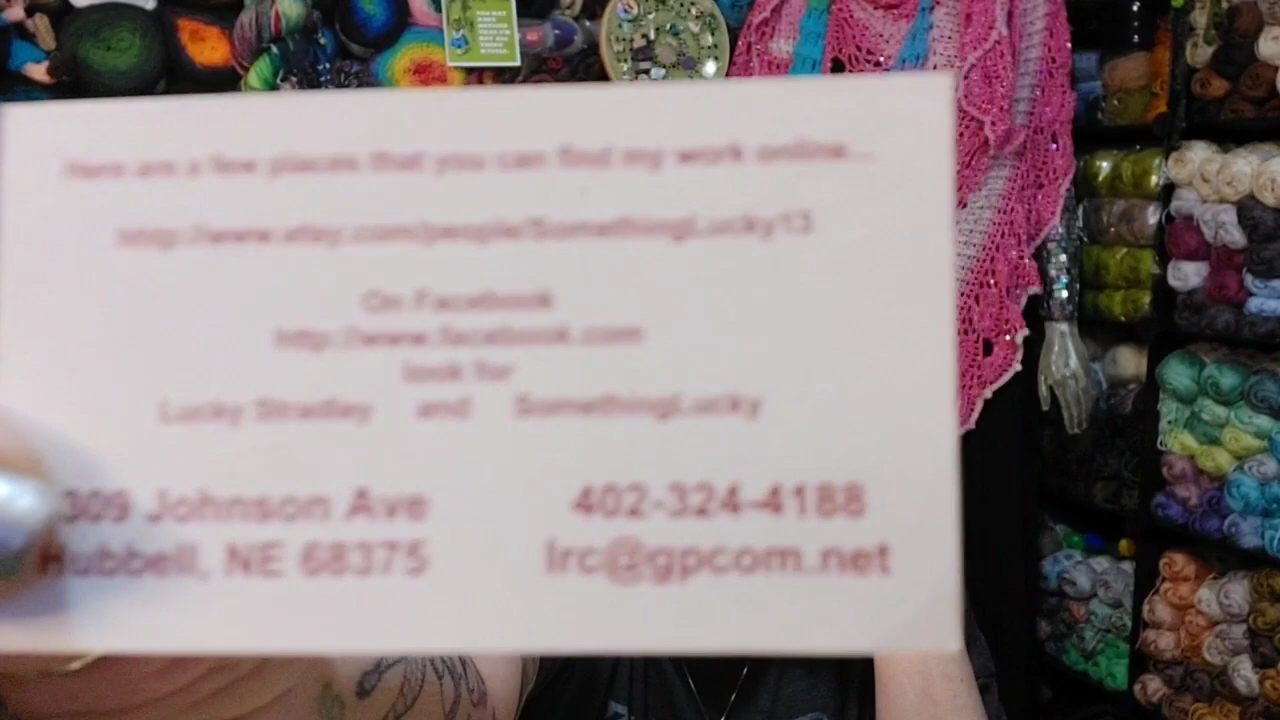 Here are a few places that you can find my work online...
http://www.etsy.com/people/SomethingLucky13
On Facebook
http://www.facebook.com
look for
Lucky Stradley and SomethingLucky
309 Johnson Ave 402-324-4188
Hubbell, NE 68375 lrc@gpcom.net